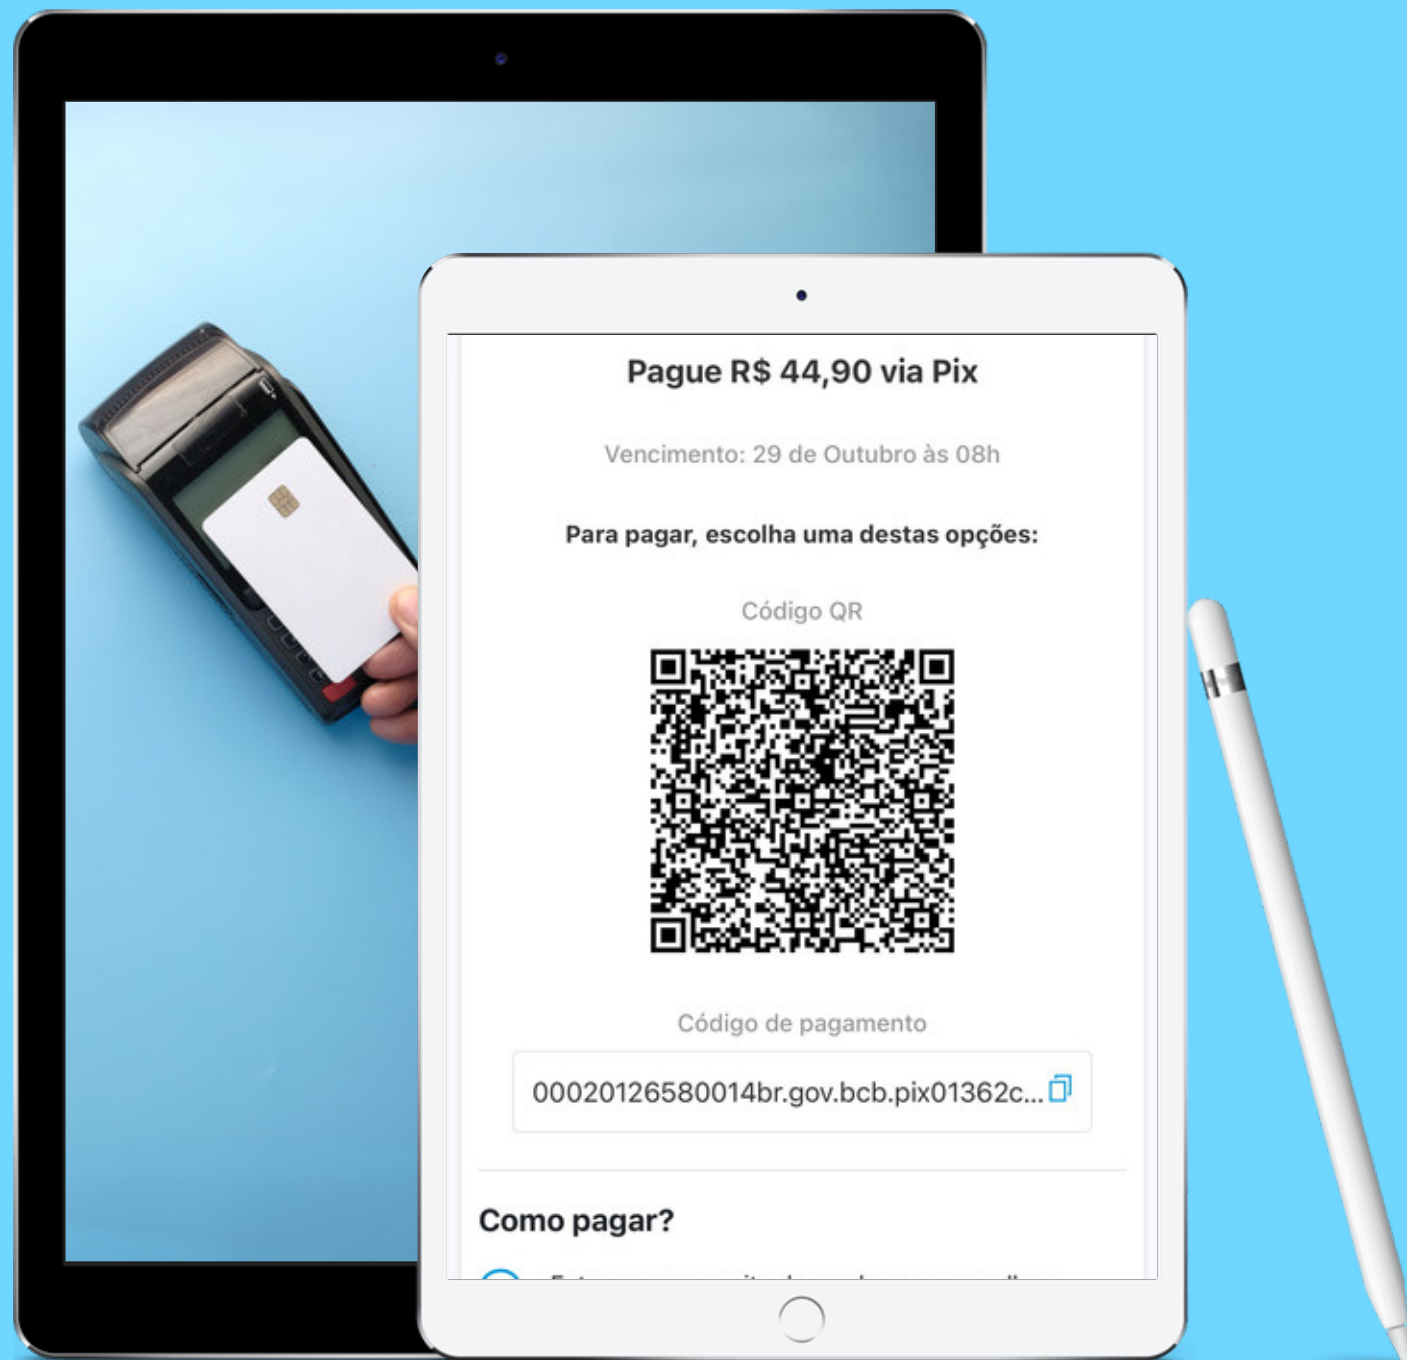 Pague R$ 44,90 via Pix
Vencimento: 29 de Outubro às 08h
Para pagar, escolha uma destas opções:
Código QR
Código de pagamento
00020126580014br.gov.bcb.pix01362c...
Como pagar?